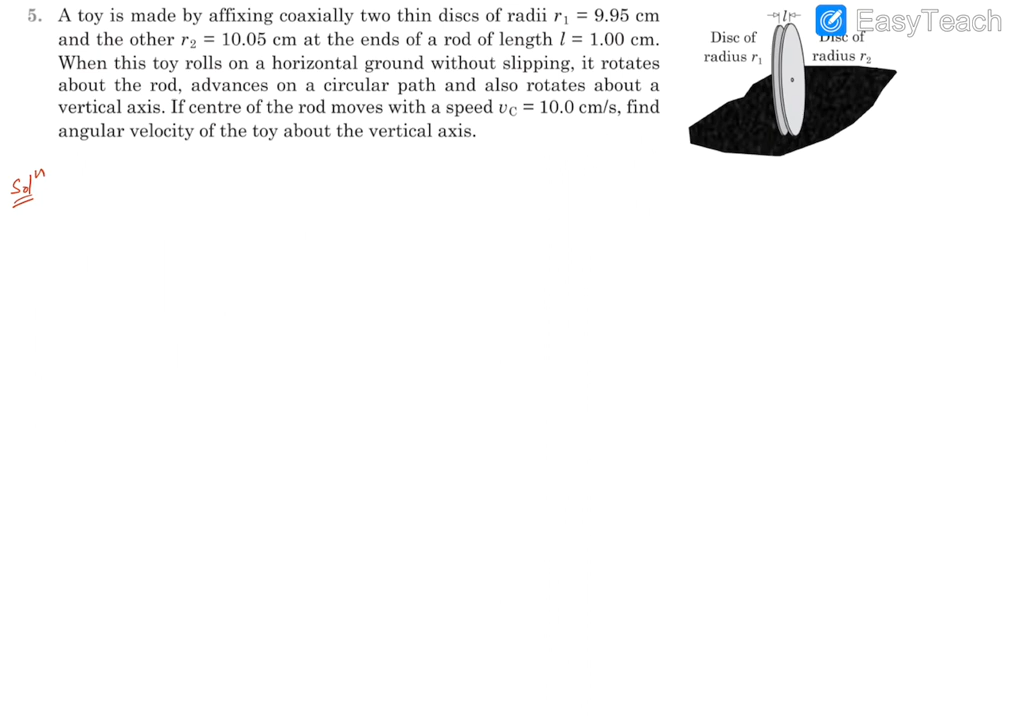 5. A toy is made by affixing coaxially two thin discs of radii r₁ = 9.95 cm
and the other r₂ = 10.05 cm at the ends of a rod of length l = 1.00 cm.
When this toy rolls on a horizontal ground without slipping, it rotates
about the rod, advances on a circular path and also rotates about a
vertical axis. If centre of the rod moves with a speed v_C = 10.0 cm/s, find
angular velocity of the toy about the vertical axis.
l
EasyTeach
Disc of
radius r₁
Disc of
radius r₂
Solⁿ